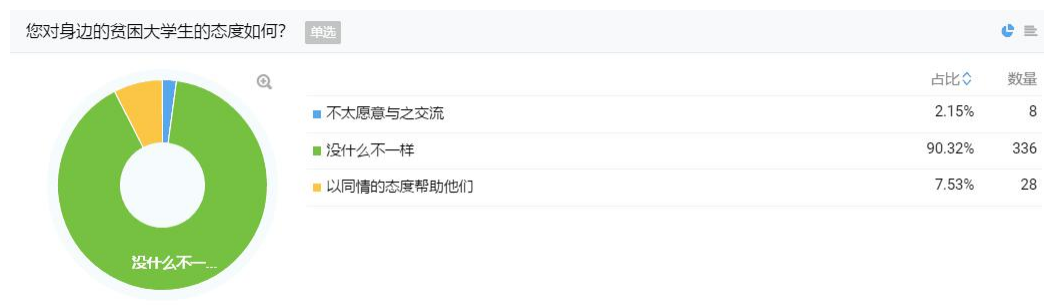 您对身边的贫困大学生的态度如何? 单选
占比 数量
不太愿意与之交流 2.15% 8
没什么不一样 90.32% 336
以同情的态度帮助他们 7.53% 28
没什么不一...